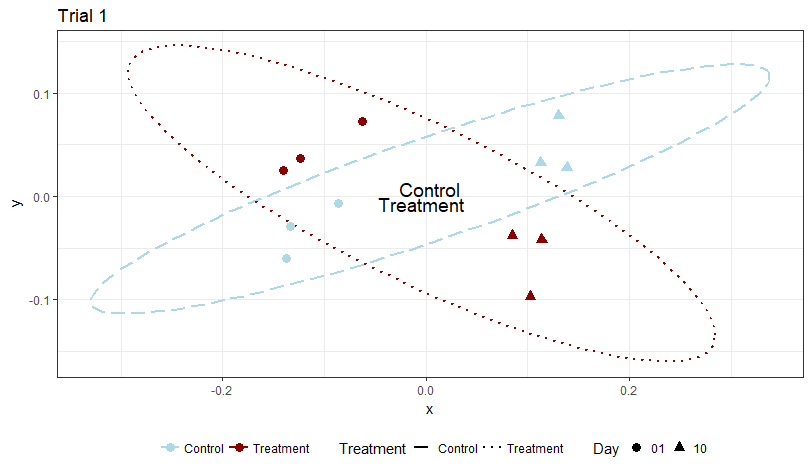 Trial 1
0.1
0.0
-0.1
y
Control
Treatment
-0.2
0.0
0.2
x
Control Treatment Treatment Control Treatment Day 01 10